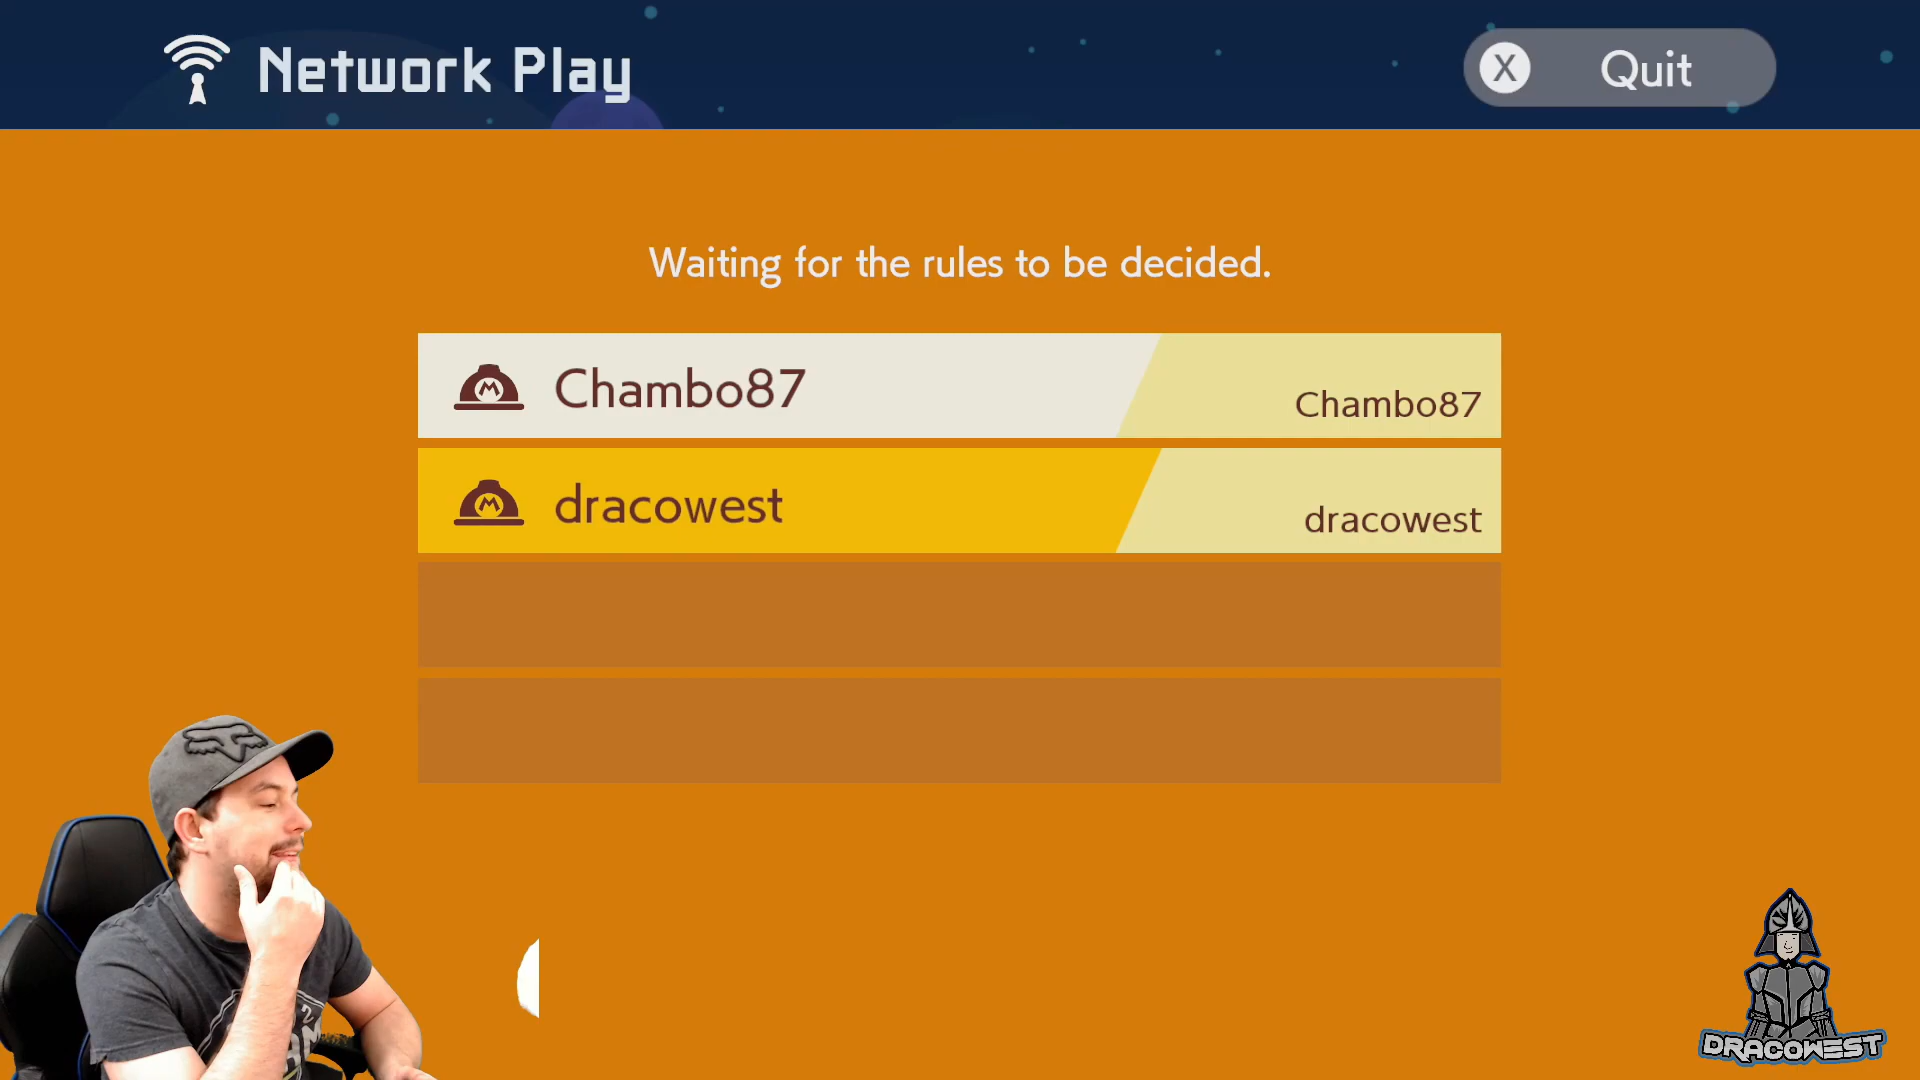 Network Play
X Quit
Waiting for the rules to be decided.
M Chambo87 Chambo87
M dracowest dracowest
DRACOWEST